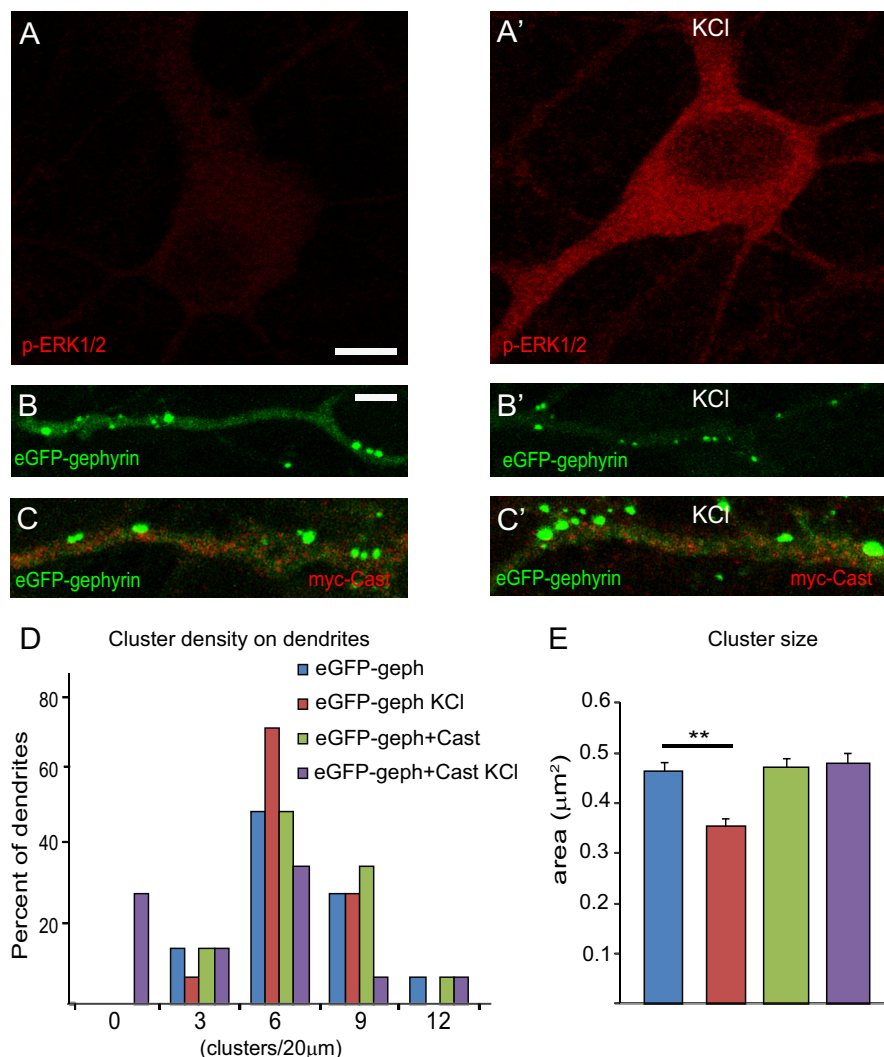 A
A’ KCl
p-ERK1/2
p-ERK1/2
B
B’ KCl
eGFP-gephyrin
eGFP-gephyrin
C
C’ KCl
eGFP-gephyrin myc-Cast
eGFP-gephyrin myc-Cast
D Cluster density on dendrites
eGFP-geph
eGFP-geph KCl
eGFP-geph+Cast
eGFP-geph+Cast KCl
Percent of dendrites
80
60
40
20
0 3 6 9 12
(clusters/20μm)
E Cluster size
area (μm²)
0.6
0.5
0.4
0.3
0.2
0.1
**